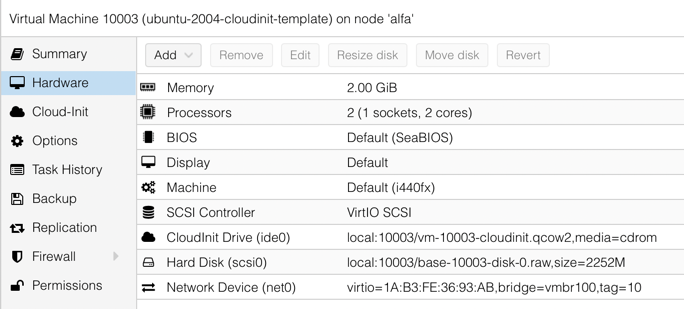 Virtual Machine 10003 (ubuntu-2004-cloudinit-template) on node 'alfa'
Summary
Hardware
Cloud-Init
Options
Task History
Backup
Replication
Firewall
Permissions
Add Remove Edit Resize disk Move disk Revert
Memory 2.00 GiB
Processors 2 (1 sockets, 2 cores)
BIOS Default (SeaBIOS)
Display Default
Machine Default (i440fx)
SCSI Controller VirtIO SCSI
CloudInit Drive (ide0) local:10003/vm-10003-cloudinit.qcow2,media=cdrom
Hard Disk (scsi0) local:10003/base-10003-disk-0.raw,size=2252M
Network Device (net0) virtio=1A:B3:FE:36:93:AB,bridge=vmbr100,tag=10